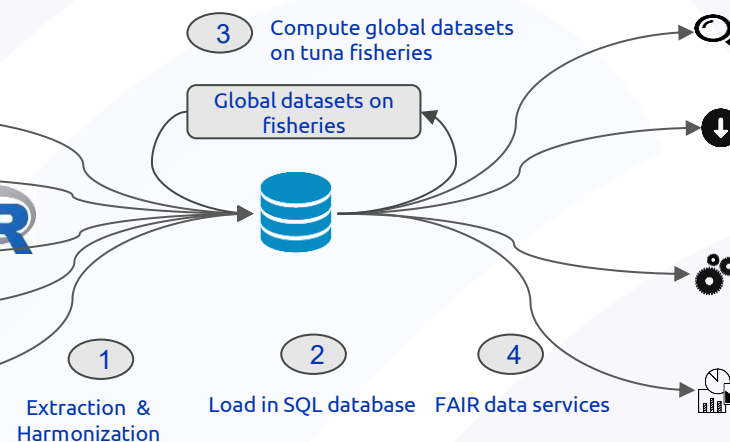 3
Compute global datasets
on tuna fisheries
Global datasets on
fisheries
R
1
2
4
Extraction &
Harmonization
Load in SQL database
FAIR data services